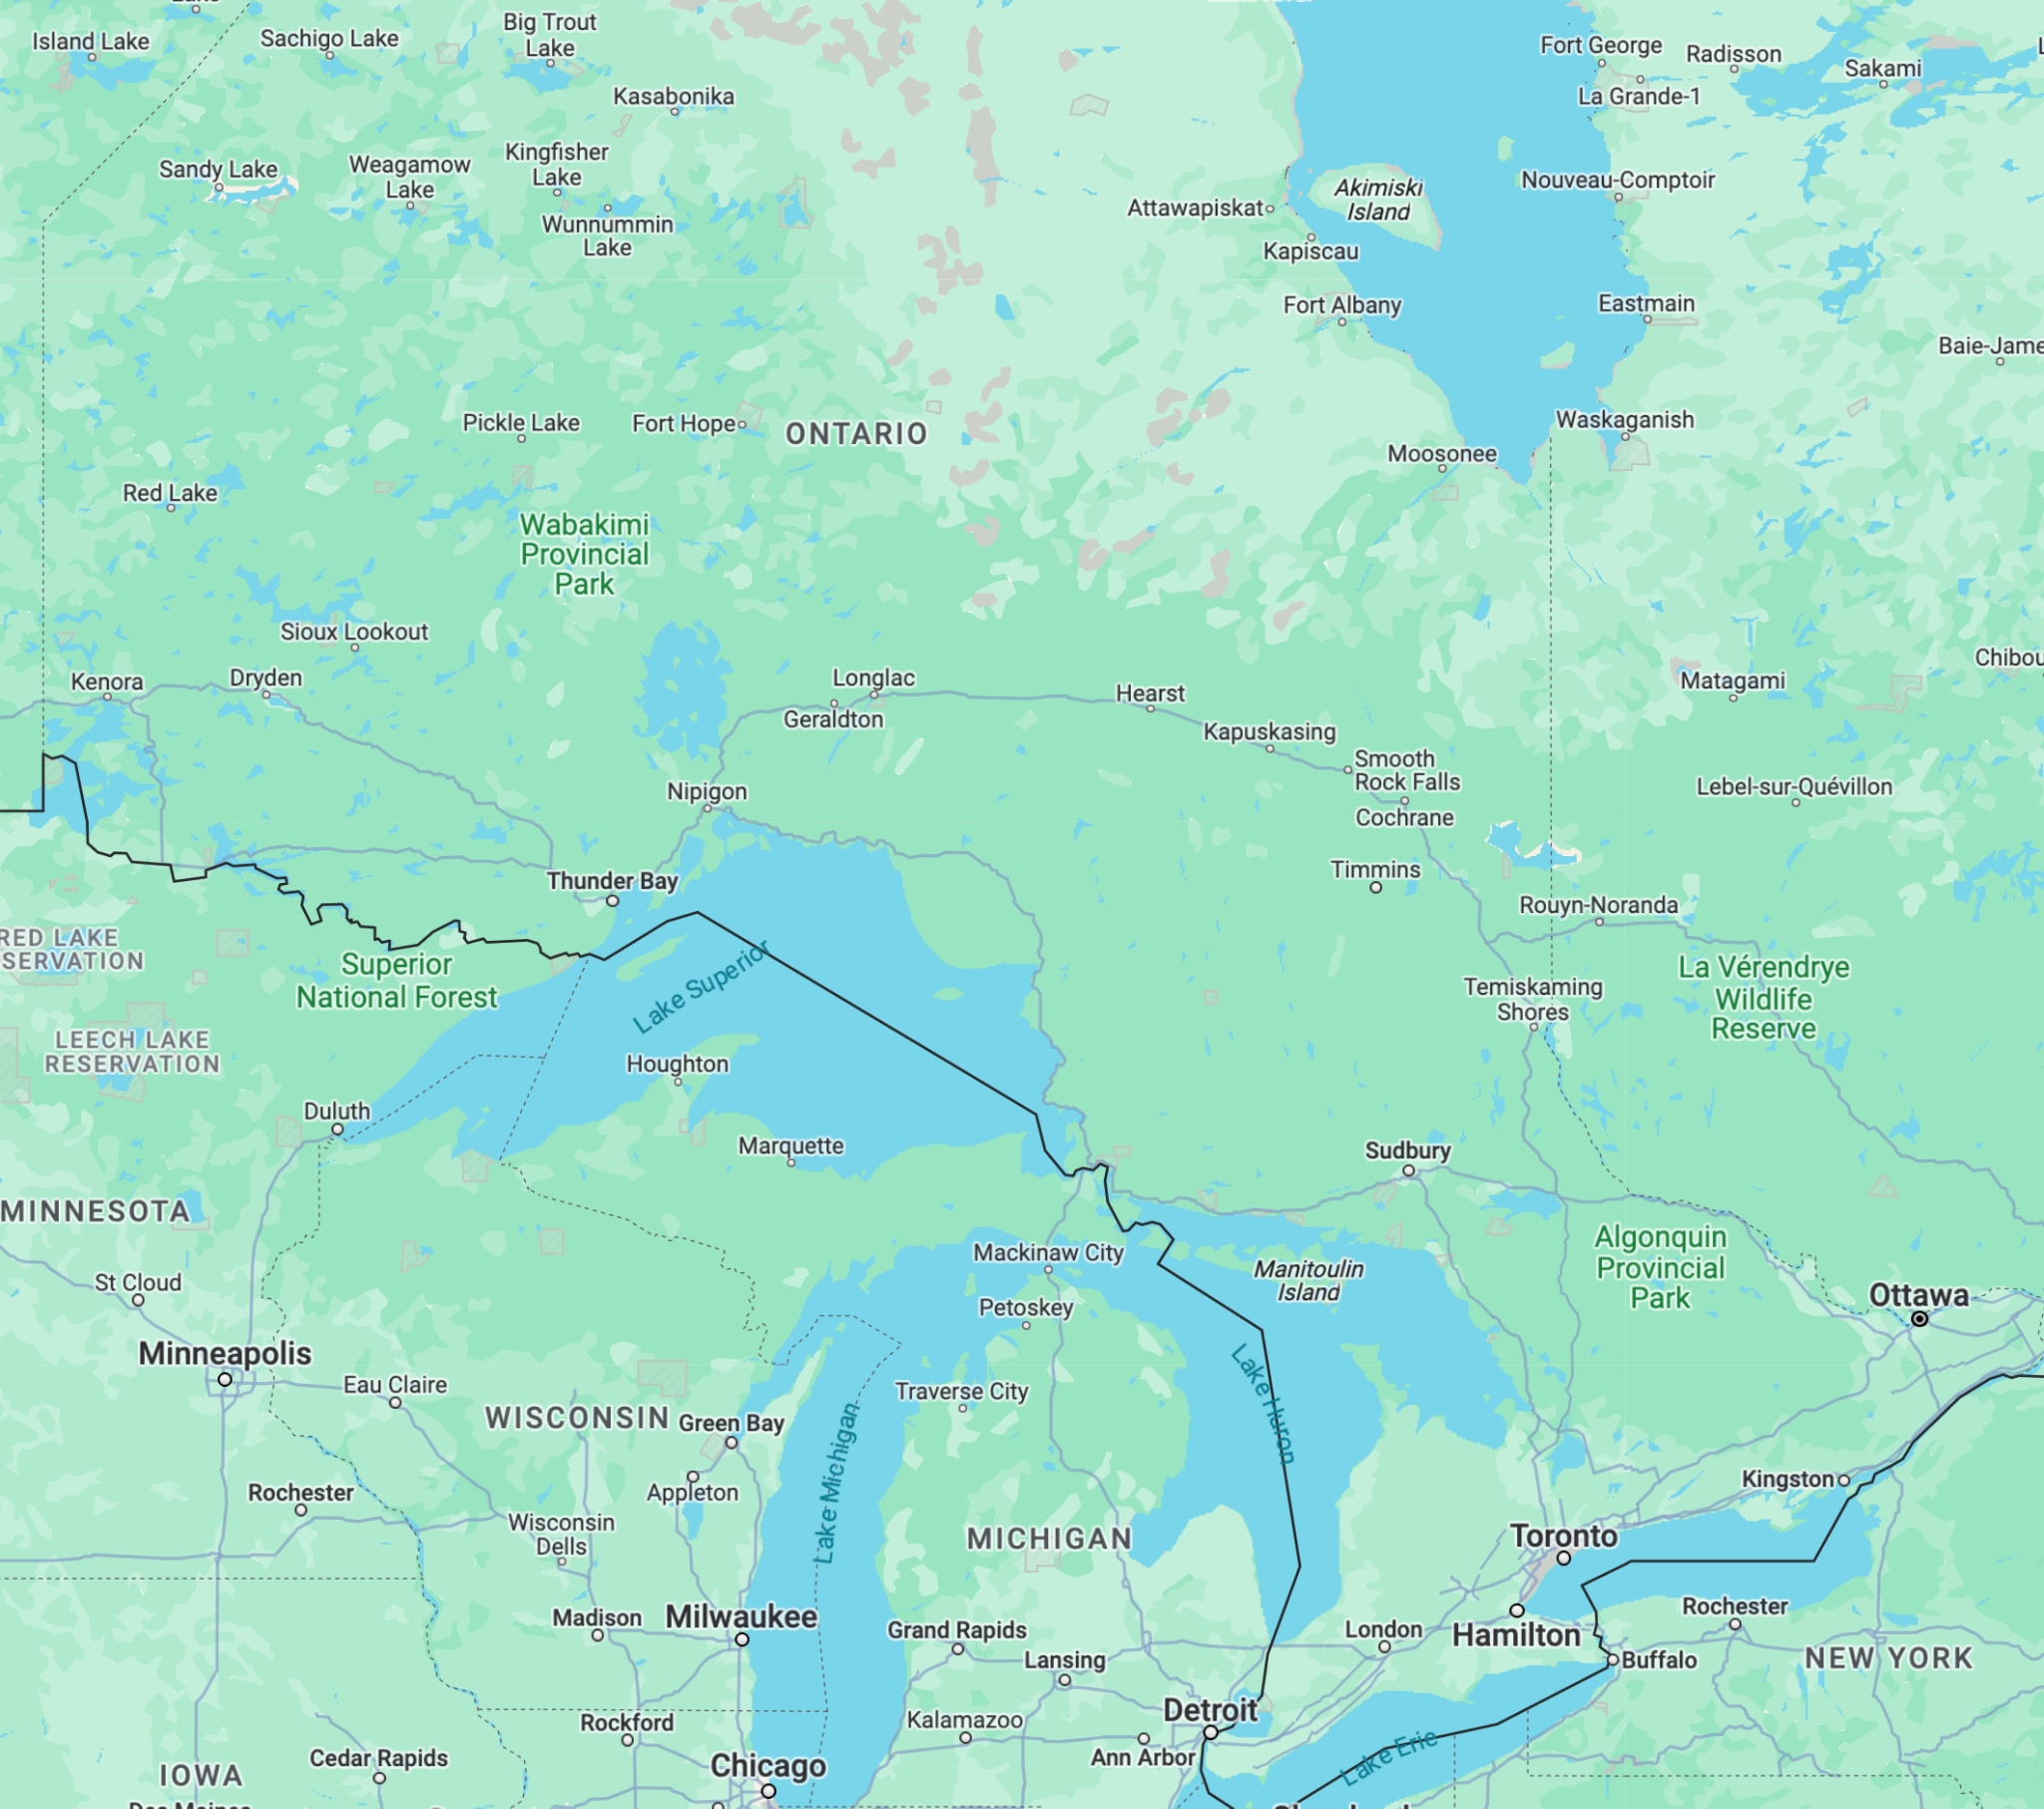 Island Lake
Sachigo Lake
Big Trout
Lake
Fort George
Radisson
Sakami
La Grande-1
Kasabonika
Sandy Lake
Weagamow
Lake
Kingfisher
Lake
Wunnummin
Lake
Attawapiskat
Akimiski
Island
Kapiscau
Nouveau-Comptoir
Fort Albany
Eastmain
Baie-Jame
Pickle Lake
Fort Hope
ONTARIO
Waskaganish
Moosonee
Red Lake
Wabakimi
Provincial
Park
Sioux Lookout
Kenora
Dryden
Longlac
Geraldton
Hearst
Kapuskasing
Smooth
Rock Falls
Cochrane
Matagami
Chibou
Nipigon
Lebel-sur-Quévillon
Thunder Bay
Timmins
Rouyn-Noranda
RED LAKE
SERVATION
Superior
National Forest
Lake Superior
La Vérendrye
Wildlife
Reserve
Temiskaming
Shores
LEECH LAKE
RESERVATION
Houghton
Duluth
Marquette
Sudbury
MINNESOTA
Mackinaw City
Manitoulin
Island
Algonquin
Provincial
Park
Ottawa
St Cloud
Petoskey
Minneapolis
Eau Claire
Traverse City
Lake Huron
WISCONSIN
Green Bay
Lake Michigan
Appleton
Rochester
Wisconsin
Dells
MICHIGAN
Kingston
Toronto
Madison
Milwaukee
Grand Rapids
Lansing
London
Hamilton
Rochester
Buffalo
NEW YORK
Rockford
Kalamazoo
Detroit
Ann Arbor
Lake Erie
Cedar Rapids
IOWA
Chicago